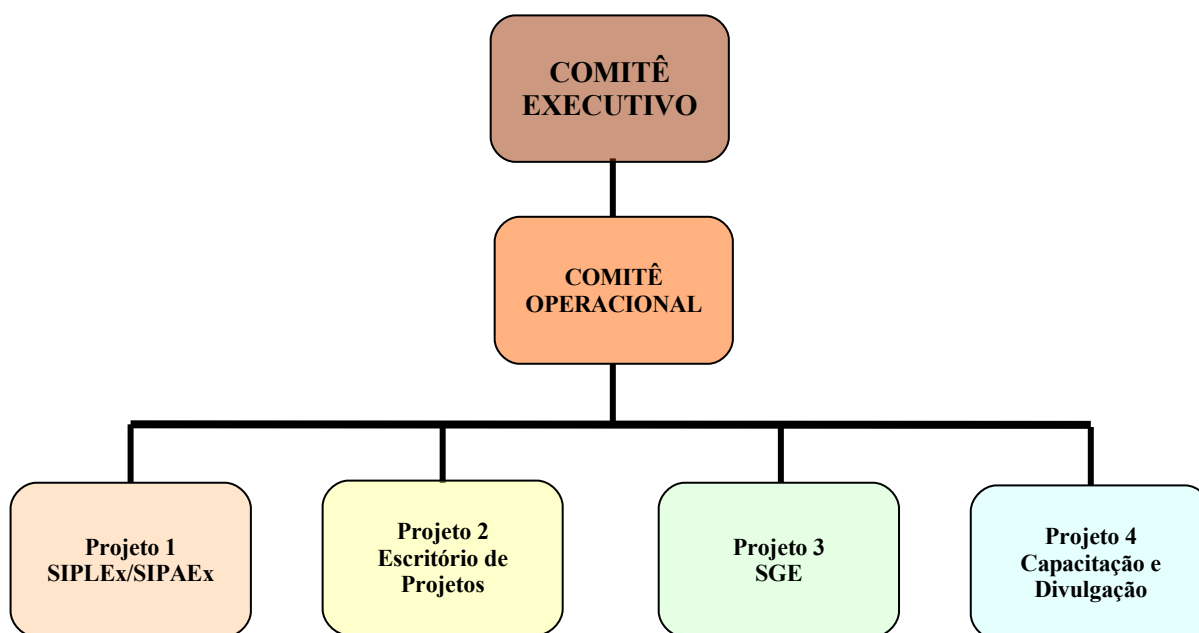 COMITÊ
EXECUTIVO
COMITÊ
OPERACIONAL
Projeto 1
SIPLEx/SIPAEx
Projeto 2
Escritório de
Projetos
Projeto 3
SGE
Projeto 4
Capacitação e
Divulgação